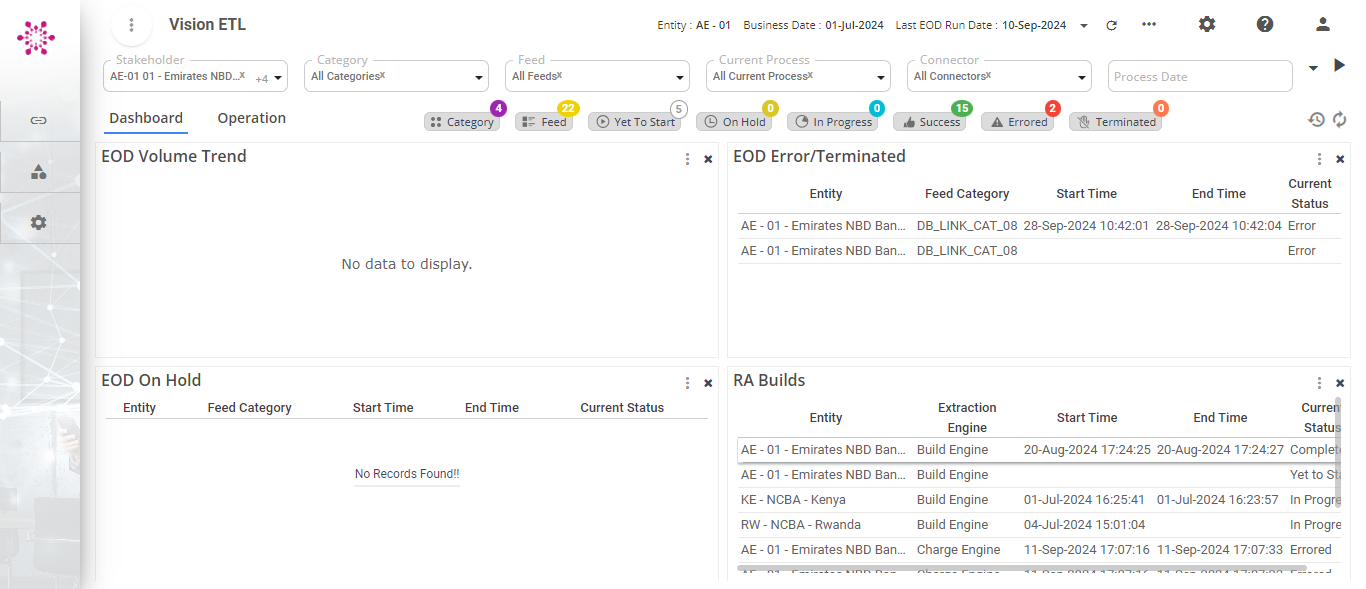 Vision ETL
Entity : AE - 01 Business Date : 01-Jul-2024 Last EOD Run Date : 10-Sep-2024
Stakeholder Category Feed Current Process Connector
AE-01 01 - Emirates NBD...x +4 All Categoriesx All Feedsx All Current Processx All Connectorsx Process Date
4 22 5 0 0 15 2 0
Dashboard Operation Category Feed Yet To Start On Hold In Progress Success Errored Terminated
EOD Volume Trend
No data to display.
EOD Error/Terminated
Entity Feed Category Start Time End Time Current
Status
AE - 01 - Emirates NBD Ban... DB_LINK_CAT_08 28-Sep-2024 10:42:01 28-Sep-2024 10:42:04 Error
AE - 01 - Emirates NBD Ban... DB_LINK_CAT_08 Error
EOD On Hold
Entity Feed Category Start Time End Time Current Status
No Records Found!!
RA Builds
Entity Extraction Start Time End Time Curren
Engine Status
AE - 01 - Emirates NBD Ban... Build Engine 20-Aug-2024 17:24:25 20-Aug-2024 17:24:27 Complet
AE - 01 - Emirates NBD Ban... Build Engine Yet to Sta
KE - NCBA - Kenya Build Engine 01-Jul-2024 16:25:41 01-Jul-2024 16:23:57 In Progre
RW - NCBA - Rwanda Build Engine 04-Jul-2024 15:01:04 In Progre
AE - 01 - Emirates NBD Ban... Charge Engine 11-Sep-2024 17:07:16 11-Sep-2024 17:07:33 Errored